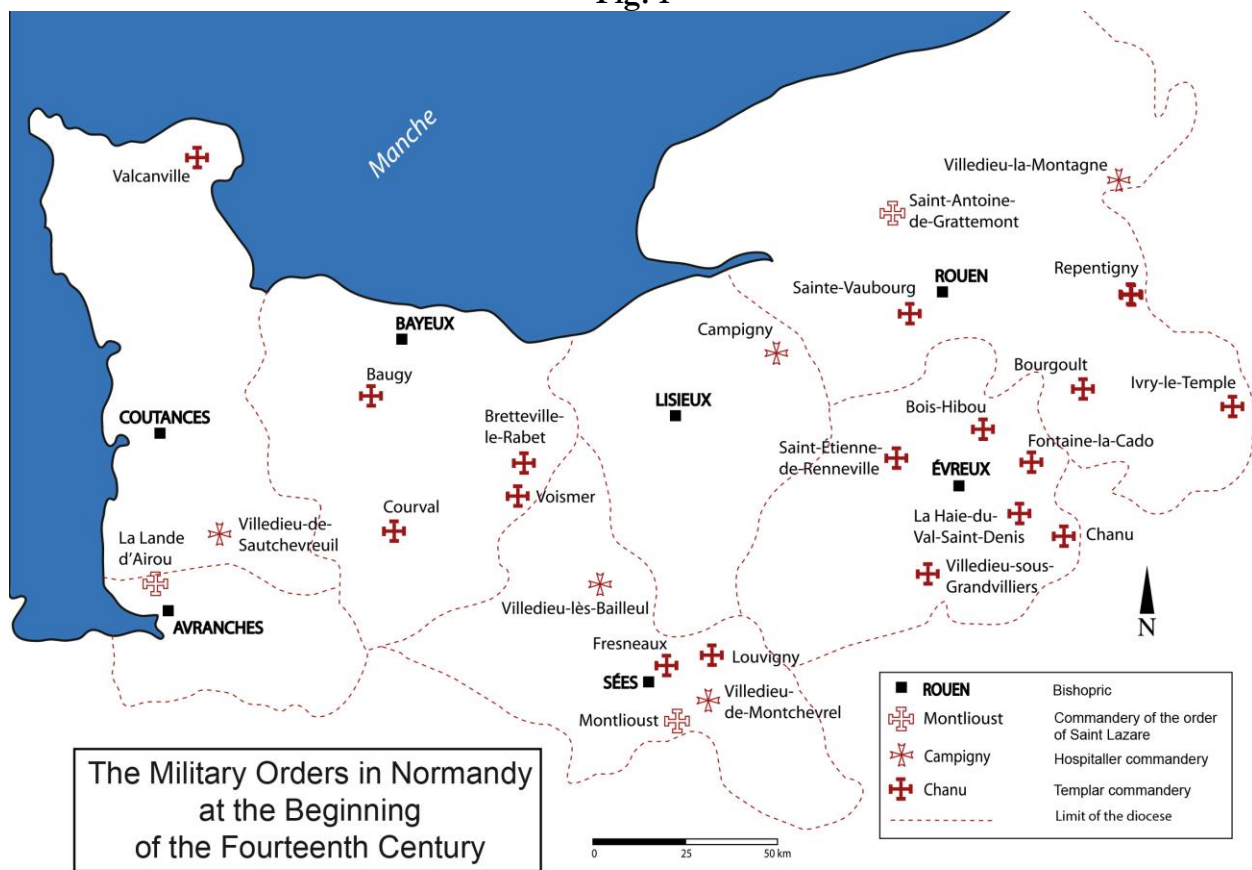 Fig. 1
Manche
Valcanville
Villedieu-la-Montagne
Saint-Antoine-
de-Grattemont
ROUEN
Repentigny
Sainte-Vaubourg
BAYEUX
Campigny
Baugy
Bourgoult
Ivry-le-Temple
LISIEUX
COUTANCES
Bretteville-
le-Rabet
Bois-Hibou
Saint-Étienne-
de-Renneville
Fontaine-la-Cado
ÉVREUX
Voismer
Courval
La Haie-du-
Val-Saint-Denis
Chanu
Villedieu-de-
Sautchevreuil
La Lande
d'Airou
Villedieu-sous-
Grandvilliers
AVRANCHES
Villedieu-lès-Bailleul
Fresneaux
Louvigny
SÉES
Villedieu-
de-Montchevrel
Montlioust
N
ROUEN Bishopric
Montlioust Commandery of the order
of Saint Lazare
Campigny Hospitaller commandery
Chanu Templar commandery
Limit of the diocese
The Military Orders in Normandy
at the Beginning
of the Fourteenth Century
0 25 50 km